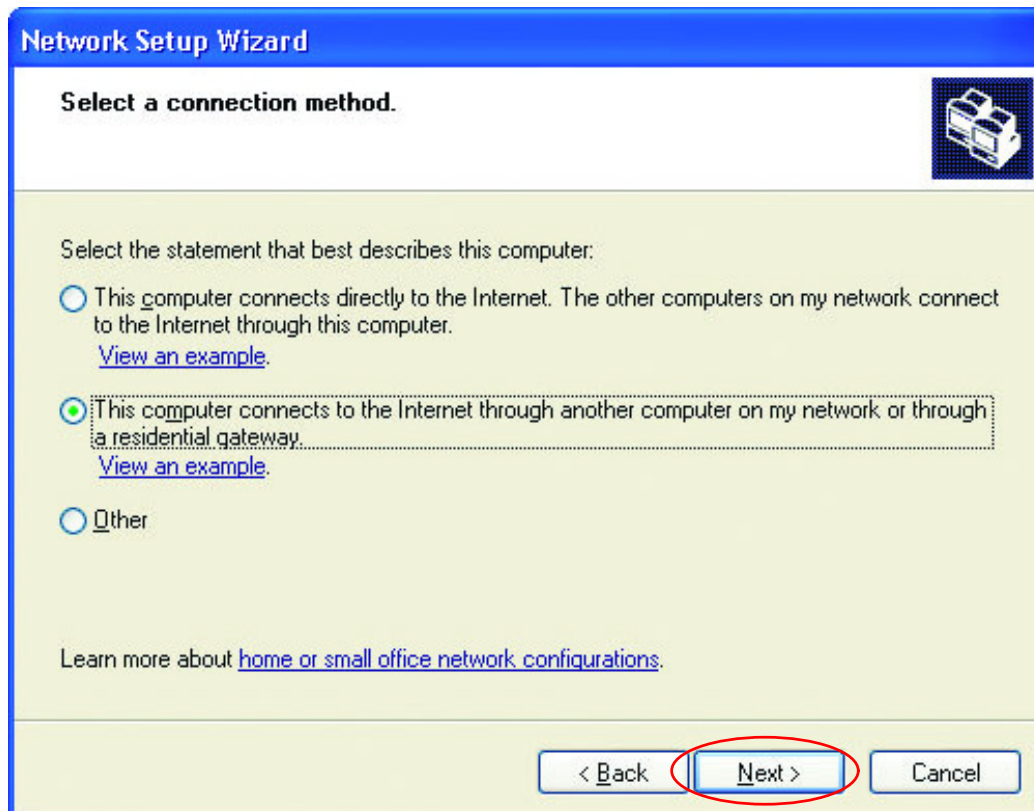 Network Setup Wizard
Select a connection method.
Select the statement that best describes this computer:
This computer connects directly to the Internet. The other computers on my network connect
to the Internet through this computer.
View an example.
This computer connects to the Internet through another computer on my network or through
a residential gateway.
View an example.
Other
Learn more about home or small office network configurations.
< Back Next > Cancel